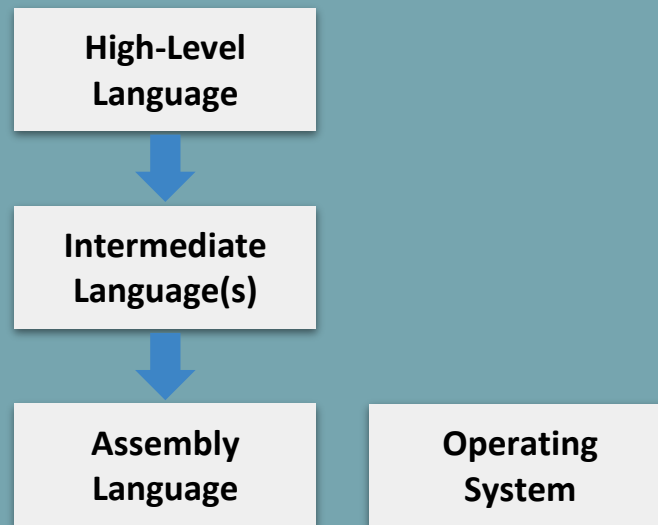 High-Level
Language
Intermediate
Language(s)
Assembly
Language
Operating
System